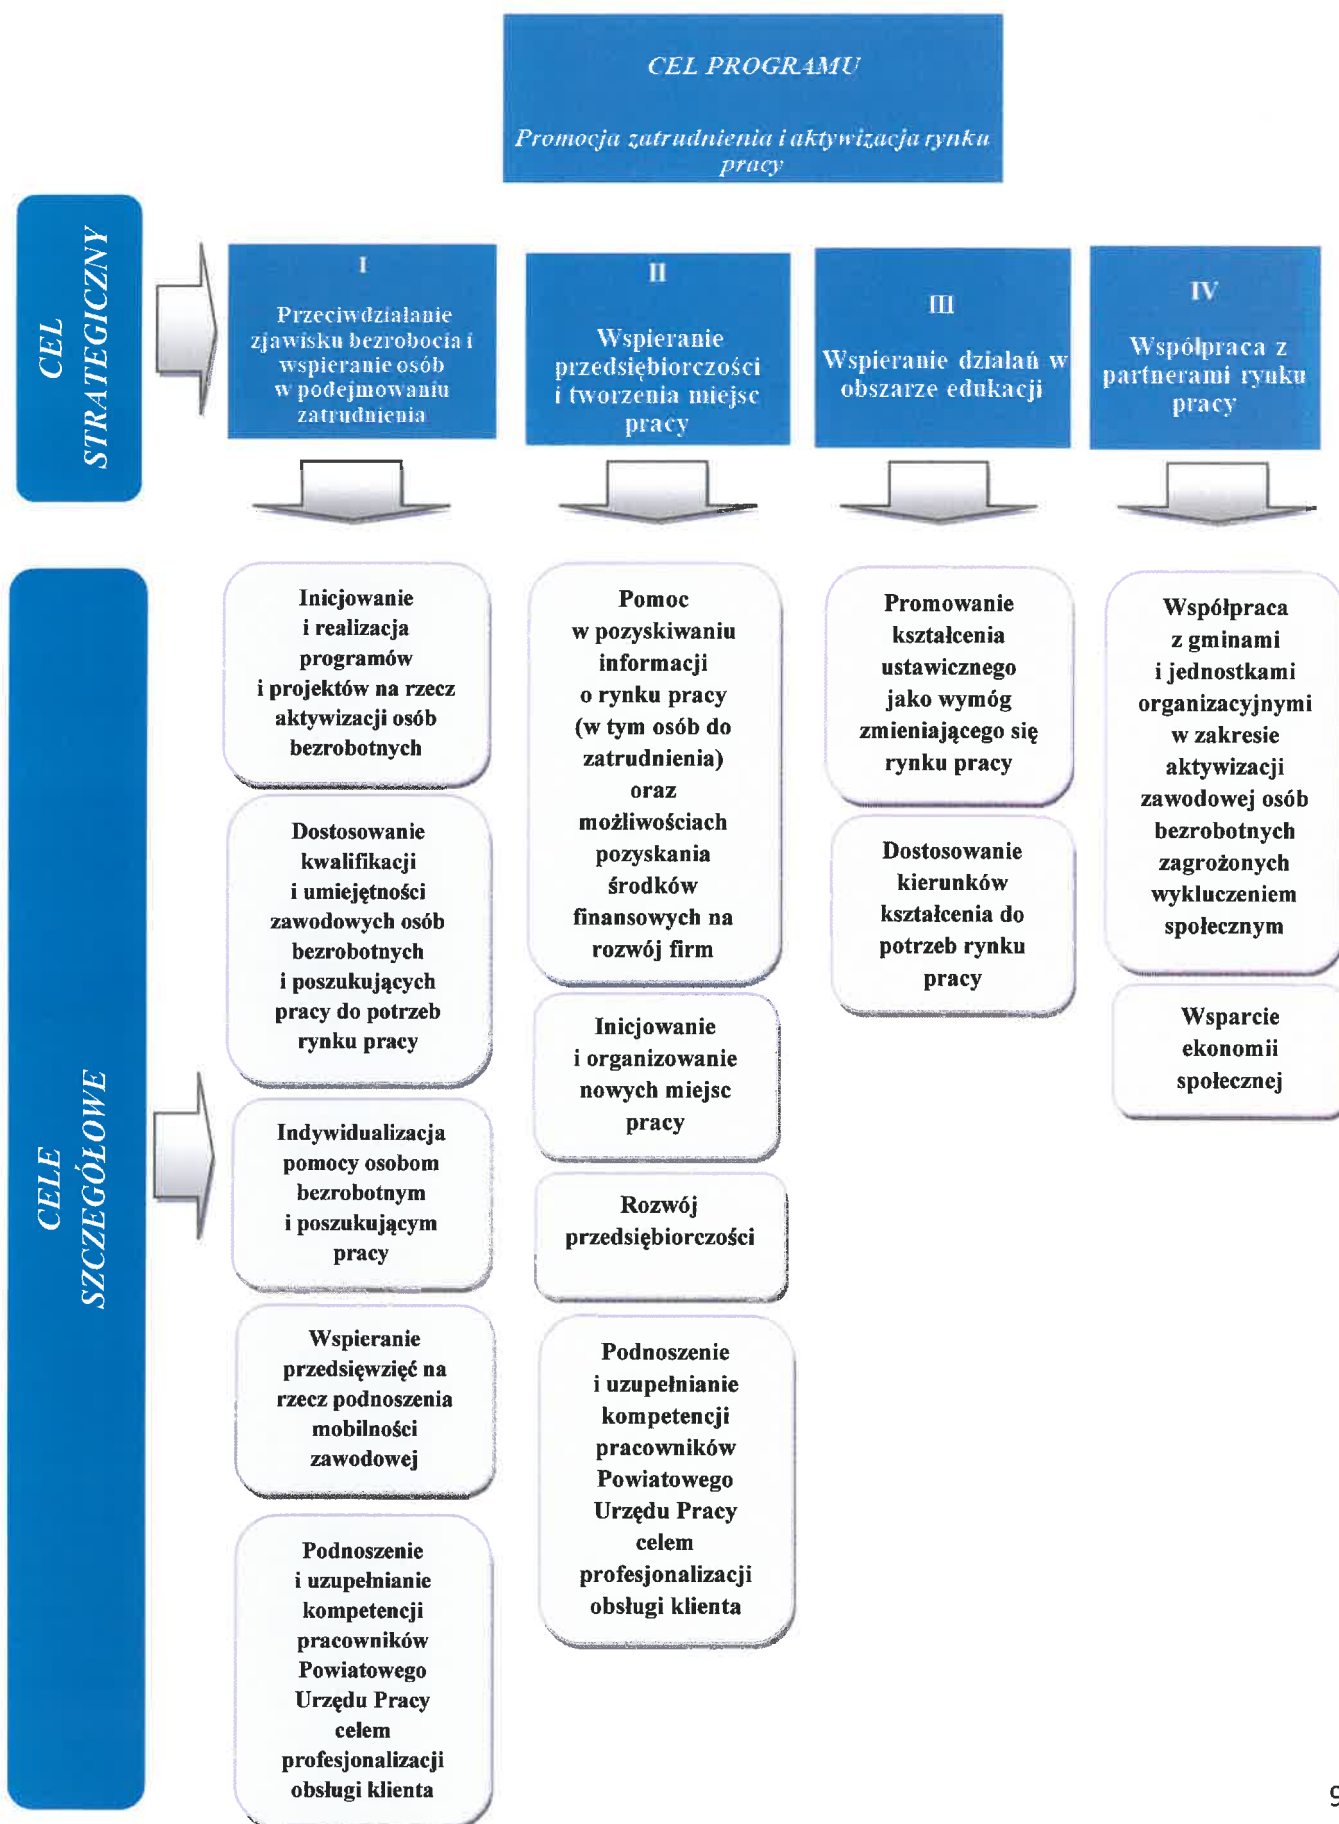 CEL PROGRAMU
Promocja zatrudnienia i aktywizacja rynku
pracy
CEL
STRATEGICZNY
I
Przeciwdziałanie
zjawisku bezrobocia i
wspieranie osób
w podejmowaniu
zatrudnienia
II
Wspieranie
przedsiębiorczości
i tworzenia miejsc
pracy
III
Wspieranie działań w
obszarze edukacji
IV
Współpraca z
partnerami rynku
pracy
CELE
SZCZEGÓŁOWE
Inicjowanie
i realizacja
programów
i projektów na rzecz
aktywizacji osób
bezrobotnych
Dostosowanie
kwalifikacji
i umiejętności
zawodowych osób
bezrobotnych
i poszukujących
pracy do potrzeb
rynku pracy
Indywidualizacja
pomocy osobom
bezrobotnym
i poszukującym
pracy
Wspieranie
przedsięwzięć na
rzecz podnoszenia
mobilności
zawodowej
Podnoszenie
i uzupełnianie
kompetencji
pracowników
Powiatowego
Urzędu Pracy
celem
profesjonalizacji
obsługi klienta
Pomoc
w pozyskiwaniu
informacji
o rynku pracy
(w tym osób do
zatrudnienia)
oraz
możliwościach
pozyskania
środków
finansowych na
rozwój firm
Inicjowanie
i organizowanie
nowych miejsc
pracy
Rozwój
przedsiębiorczości
Podnoszenie
i uzupełnianie
kompetencji
pracowników
Powiatowego
Urzędu Pracy
celem
profesjonalizacji
obsługi klienta
Promowanie
kształcenia
ustawicznego
jako wymóg
zmieniającego się
rynku pracy
Dostosowanie
kierunków
kształcenia do
potrzeb rynku
pracy
Współpraca
z gminami
i jednostkami
organizacyjnymi
w zakresie
aktywizacji
zawodowej osób
bezrobotnych
zagrożonych
wykluczeniem
społecznym
Wsparcie
ekonomii
społecznej
9